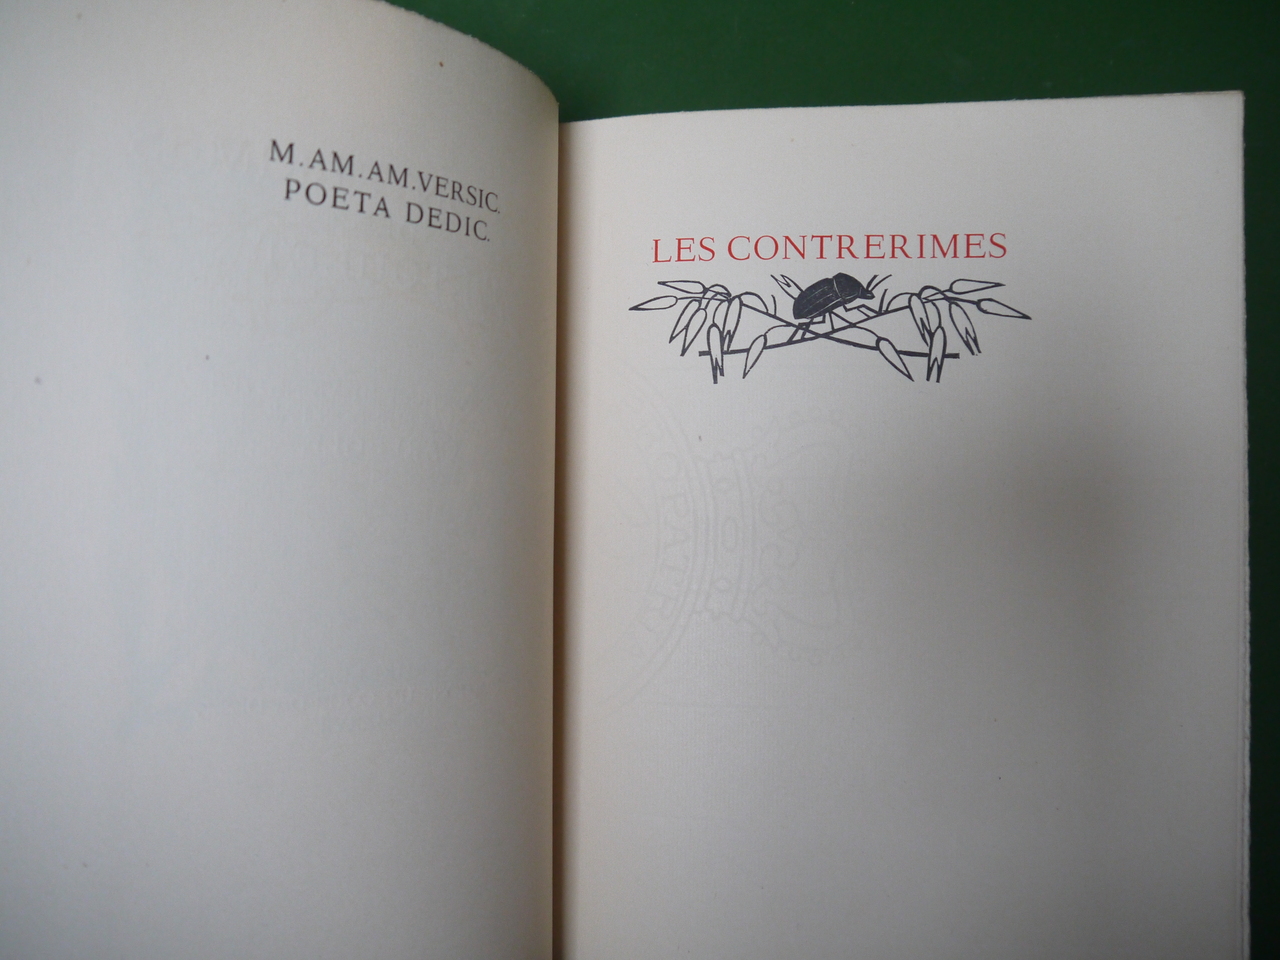 M. AM. AM. VERSIC.
POETA DEDIC.
LES CONTRERIMES